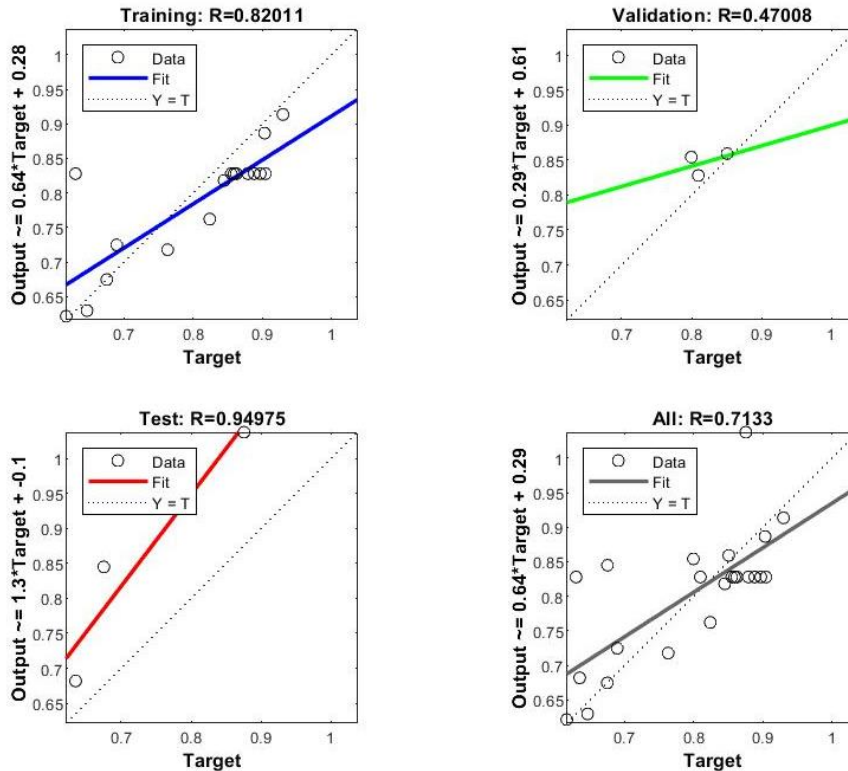 Training: R=0.82011
Output ~= 0.64*Target + 0.28
1
0.95
0.9
0.85
0.8
0.75
0.7
0.65
Data
Fit
Y = T
0.7
0.8
0.9
1
Target
Validation: R=0.47008
Output ~= 0.29*Target + 0.61
1
0.95
0.9
0.85
0.8
0.75
0.7
0.65
Data
Fit
Y = T
0.7
0.8
0.9
1
Target
Test: R=0.94975
Output ~= 1.3*Target + -0.1
1
0.95
0.9
0.85
0.8
0.75
0.7
0.65
Data
Fit
Y = T
0.7
0.8
0.9
1
Target
All: R=0.7133
Output ~= 0.64*Target + 0.29
1
0.95
0.9
0.85
0.8
0.75
0.7
0.65
Data
Fit
Y = T
0.7
0.8
0.9
1
Target